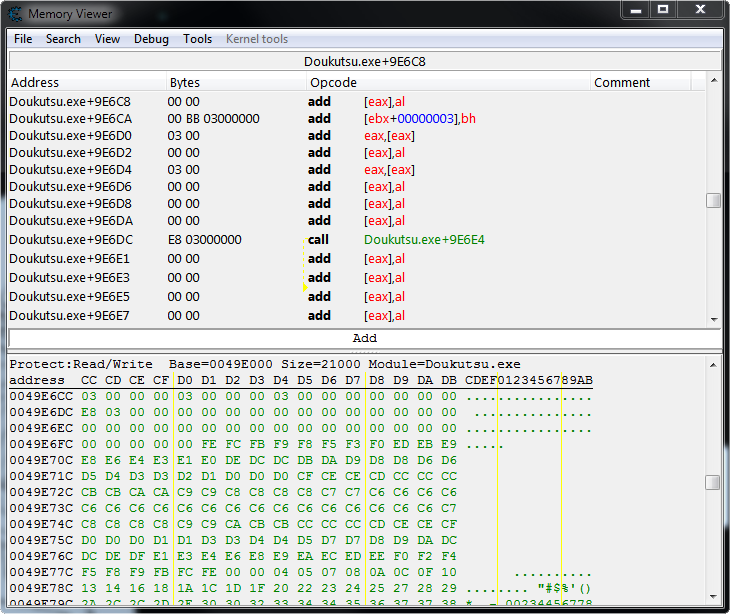 Memory Viewer
File Search View Debug Tools Kernel tools
Doukutsu.exe+9E6C8
Address Bytes Opcode Comment
Doukutsu.exe+9E6C8 00 00 add [eax],al
Doukutsu.exe+9E6CA 00 BB 03000000 add [ebx+00000003],bh
Doukutsu.exe+9E6D0 03 00 add eax,[eax]
Doukutsu.exe+9E6D2 00 00 add [eax],al
Doukutsu.exe+9E6D4 03 00 add eax,[eax]
Doukutsu.exe+9E6D6 00 00 add [eax],al
Doukutsu.exe+9E6D8 00 00 add [eax],al
Doukutsu.exe+9E6DA 00 00 add [eax],al
Doukutsu.exe+9E6DC E8 03000000 call Doukutsu.exe+9E6E4
Doukutsu.exe+9E6E1 00 00 add [eax],al
Doukutsu.exe+9E6E3 00 00 add [eax],al
Doukutsu.exe+9E6E5 00 00 add [eax],al
Doukutsu.exe+9E6E7 00 00 add [eax],al
Add
Protect:Read/Write Base=0049E000 Size=21000 Module=Doukutsu.exe
address CC CD CE CF D0 D1 D2 D3 D4 D5 D6 D7 D8 D9 DA DB CDEF0123456789AB
0049E6CC 03 00 00 00 03 00 00 00 03 00 00 00 00 00 00 00 ................
0049E6DC E8 03 00 00 00 00 00 00 00 00 00 00 00 00 00 00 ...............
0049E6EC 00 00 00 00 00 00 00 00 00 00 00 00 00 00 00 00 ................
0049E6FC 00 00 00 00 00 FE FC FB F9 F8 F5 F3 F0 ED EB E9 .....
0049E70C E8 E6 E4 E3 E1 E0 DE DC DC DB DA D9 D8 D8 D6 D6
0049E71C D5 D4 D3 D3 D2 D1 D0 D0 D0 CF CE CE CD CC CC CC
0049E72C CB CB CA CA C9 C9 C8 C8 C8 C8 C7 C7 C6 C6 C6 C6
0049E73C C6 C6 C6 C6 C6 C6 C6 C6 C6 C6 C6 C6 C6 C6 C6 C7
0049E74C C8 C8 C8 C8 C9 C9 CA CB CB CC CC CC CD CE CE CF
0049E75C D0 D0 D0 D1 D1 D3 D3 D4 D4 D5 D7 D7 D8 D9 DA DC
0049E76C DC DE DF E1 E3 E4 E6 E8 E9 EA EC ED EE F0 F2 F4
0049E77C F5 F8 F9 FB FC FE 00 00 04 05 07 08 0A 0C 0F 10 ..........
0049E78C 13 14 16 18 1A 1C 1D 1F 20 22 23 24 25 27 28 29 ........ "#$%'()
0049E79C 2A 2C 2C 2D 2E 30 30 32 33 34 34 35 36 37 37 38 *,,-.00234456778